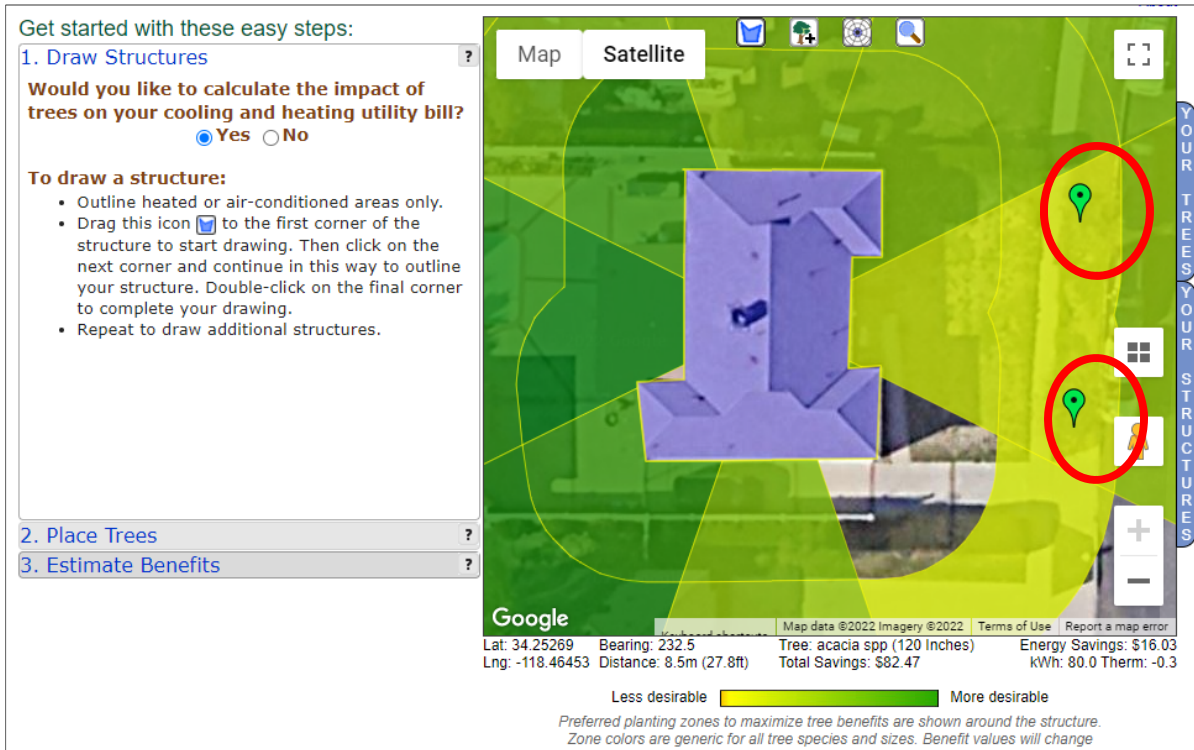 Get started with these easy steps:
1. Draw Structures
?
Would you like to calculate the impact of
trees on your cooling and heating utility bill?
Yes No
To draw a structure:
Outline heated or air-conditioned areas only.
Drag this icon to the first corner of the
structure to start drawing. Then click on the
next corner and continue in this way to outline
your structure. Double-click on the final corner
to complete your drawing.
Repeat to draw additional structures.
2. Place Trees
?
3. Estimate Benefits
?
Map Satellite
YOUR TREES
YOUR STRUCTURES
Google
Map data ©2022 Imagery ©2022 Terms of Use Report a map error
Lat: 34.25269 Bearing: 232.5 Tree: acacia spp (120 Inches) Energy Savings: $16.03
Lng: -118.46453 Distance: 8.5m (27.8ft) Total Savings: $82.47 kWh: 80.0 Therm: -0.3
Less desirable More desirable
Preferred planting zones to maximize tree benefits are shown around the structure.
Zone colors are generic for all tree species and sizes. Benefit values will change